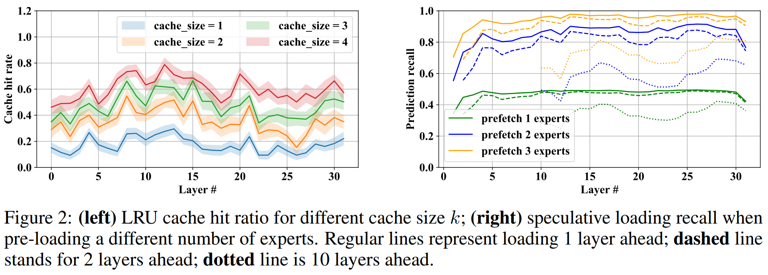 1.2
1.0
0.8
0.6
0.4
0.2
0.0
Cache hit rate
cache_size = 1
cache_size = 2
cache_size = 3
cache_size = 4
0 5 10 15 20 25 30
Layer #
1.0
0.8
0.6
0.4
0.2
0.0
Prediction recall
prefetch 1 experts
prefetch 2 experts
prefetch 3 experts
0 5 10 15 20 25 30
Layer #
Figure 2: (left) LRU cache hit ratio for different cache size k; (right) speculative loading recall when
pre-loading a different number of experts. Regular lines represent loading 1 layer ahead; dashed line
stands for 2 layers ahead; dotted line is 10 layers ahead.